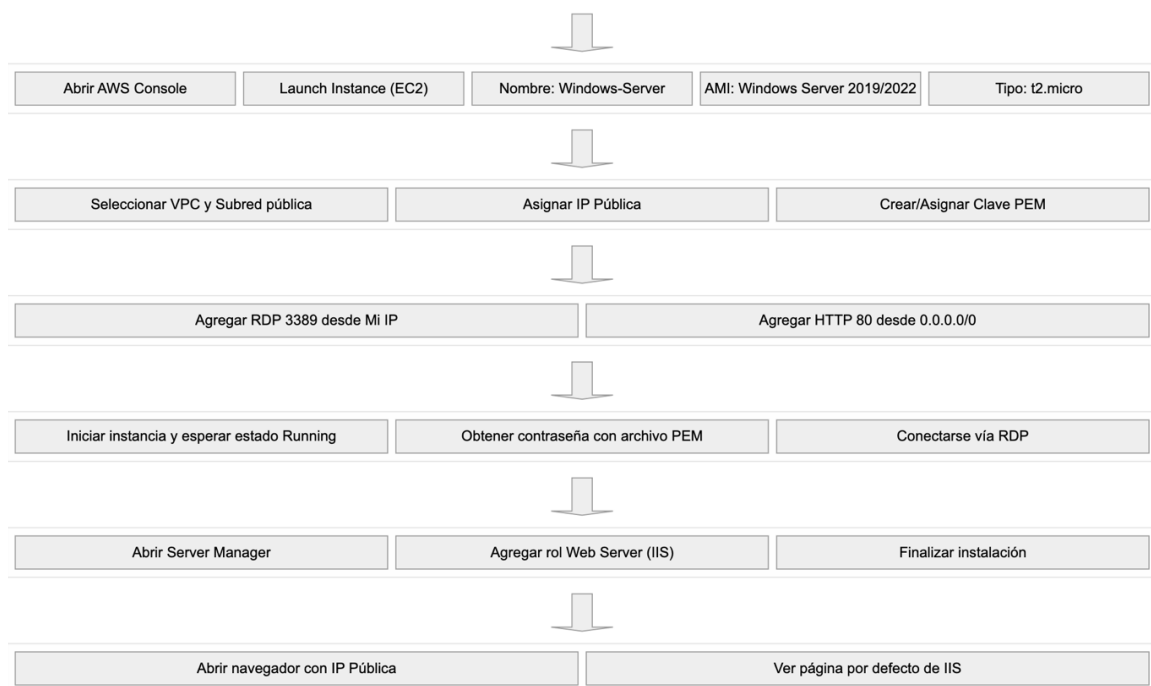 Abrir AWS Console
Launch Instance (EC2)
Nombre: Windows-Server
AMI: Windows Server 2019/2022
Tipo: t2.micro
Seleccionar VPC y Subred pública
Asignar IP Pública
Crear/Asignar Clave PEM
Agregar RDP 3389 desde Mi IP
Agregar HTTP 80 desde 0.0.0.0/0
Iniciar instancia y esperar estado Running
Obtener contraseña con archivo PEM
Conectarse vía RDP
Abrir Server Manager
Agregar rol Web Server (IIS)
Finalizar instalación
Abrir navegador con IP Pública
Ver página por defecto de IIS